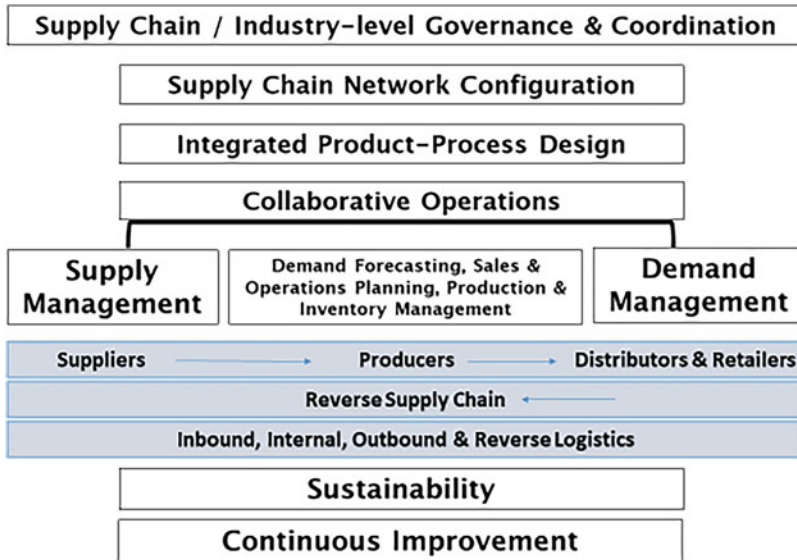 Supply Chain / Industry-level Governance & Coordination
Supply Chain Network Configuration
Integrated Product-Process Design
Collaborative Operations
Supply
Management
Demand Forecasting, Sales &
Operations Planning, Production &
Inventory Management
Demand
Management
Suppliers Producers Distributors & Retailers
Reverse Supply Chain
Inbound, Internal, Outbound & Reverse Logistics
Sustainability
Continuous Improvement